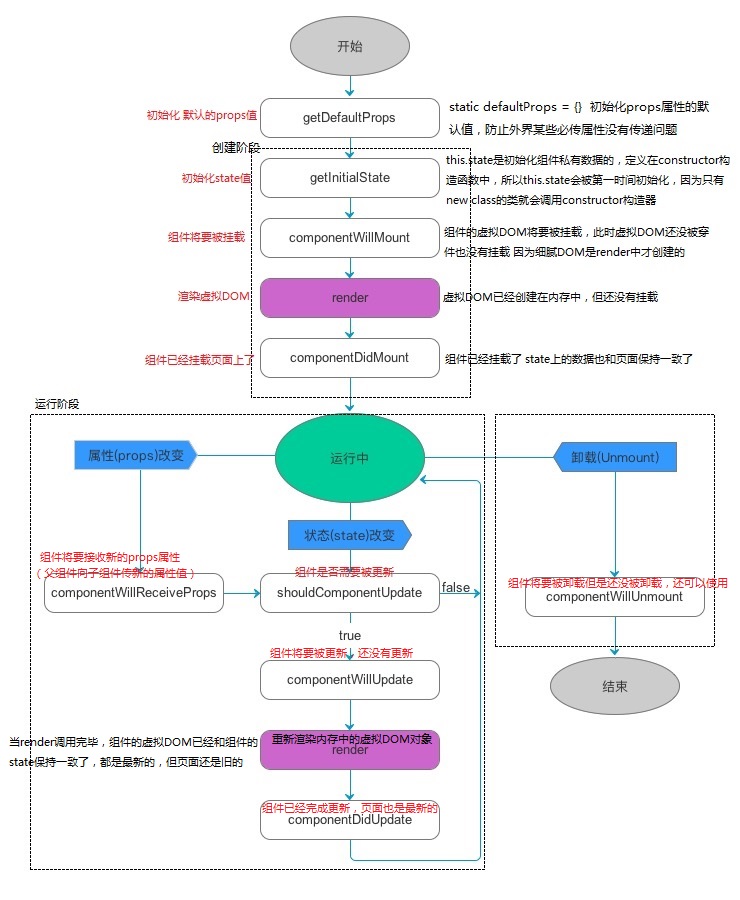 开始
初始化 默认的props值
getDefaultProps
static defaultProps = {} 初始化props属性的默
认值，防止外界某些必传属性没有传递问题
创建阶段
初始化state值
getInitialState
this.state是初始化组件私有数据的，定义在constructor构
造函数中，所以this.state会被第一时间初始化，因为只有
new class的类就会调用constructor构造器
组件将要被挂载
componentWillMount
组件的虚拟DOM将要被挂载，此时虚拟DOM还没被穿
件也没有挂载 因为细腻DOM是render中才创建的
渲染虚拟DOM
render
虚拟DOM已经创建在内存中，但还没有挂载
组件已经挂载页面上了
componentDidMount
组件已经挂载了 state上的数据也和页面保持一致了
运行阶段
属性(props)改变
运行中
卸载(Unmount)
状态(state)改变
组件将要接收新的props属性
（父组件向子组件传新的属性值）
componentWillReceiveProps
组件是否需要被更新
shouldComponentUpdate
false
组件将要被卸载但是还没被卸载，还可以使用
componentWillUnmount
true
组件将要被更新，还没有更新
componentWillUpdate
结束
当render调用完毕，组件的虚拟DOM已经和组件的
state保持一致了，都是最新的，但页面还是旧的
重新渲染内存中的虚拟DOM对象
render
组件已经完成更新，页面也是最新的
componentDidUpdate